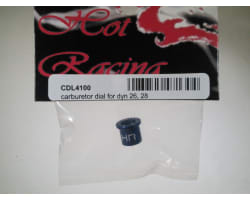 Hot
Racing
CDL4100
carburetor dial for dyn 26, 28